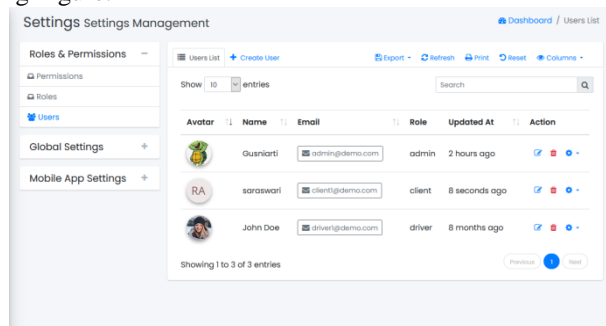 Settings Settings Management
Dashboard / Users List
Roles & Permissions −
Permissions
Roles
Users
Global Settings +
Mobile App Settings +
Users List + Create User
Export Refresh Print Reset Columns
Show 10 entries
Search
Avatar Name Email Role Updated At Action
Gusniarti admin@demo.com admin 2 hours ago
RA saraswari client1@demo.com client 8 seconds ago
John Doe driver1@demo.com driver 8 months ago
Showing 1 to 3 of 3 entries
Previous 1 Next